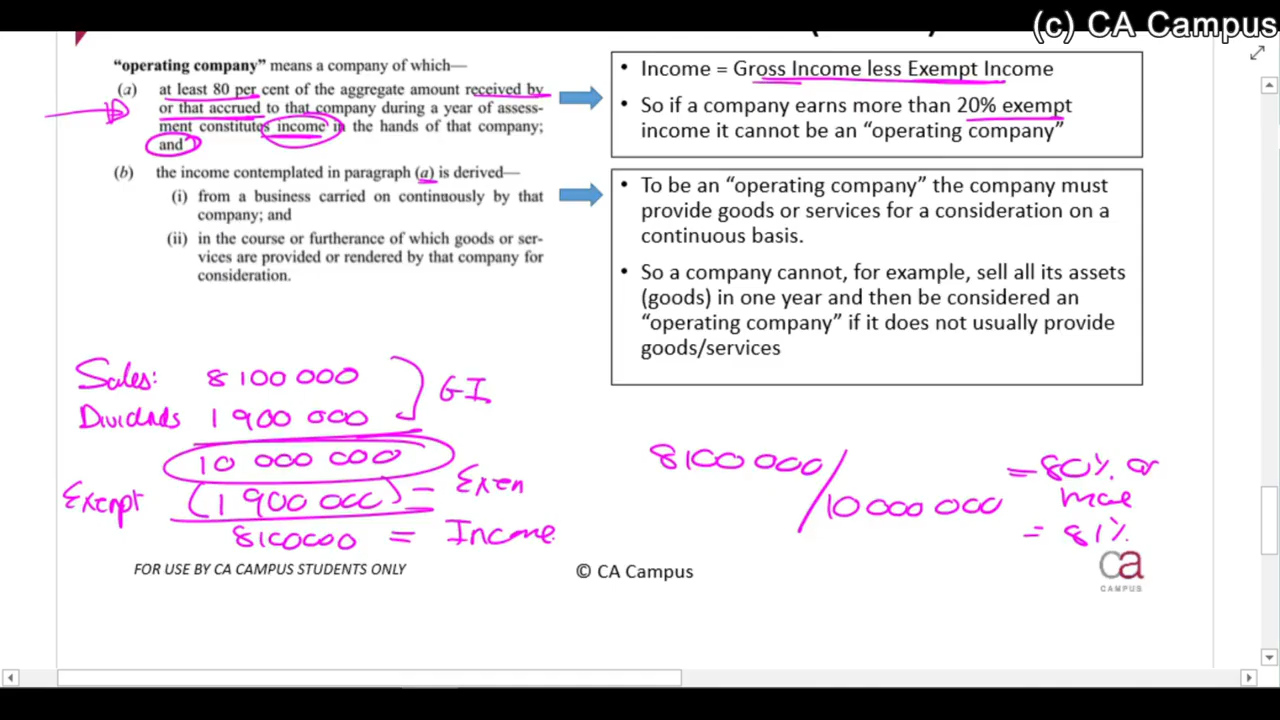 (c) CA Campus
“operating company” means a company of which—
(a) at least 80 per cent of the aggregate amount received by
or that accrued to that company during a year of assess-
ment constitutes income in the hands of that company;
and
(b) the income contemplated in paragraph (a) is derived—
(i) from a business carried on continuously by that
company; and
(ii) in the course or furtherance of which goods or ser-
vices are provided or rendered by that company for
consideration.
• Income = Gross Income less Exempt Income
• So if a company earns more than 20% exempt
income it cannot be an “operating company”
• To be an “operating company” the company must
provide goods or services for a consideration on a
continuous basis.
• So a company cannot, for example, sell all its assets
(goods) in one year and then be considered an
“operating company” if it does not usually provide
goods/services
Sales: 8 100 000
Dividends 1 900 000
GI
10 000 000
Exempt (1 900 000) = Exem
8100000 = Income
8100 000/10 000 000 = 80% or
more
= 81%
FOR USE BY CA CAMPUS STUDENTS ONLY
© CA Campus
ca
CAMPUS